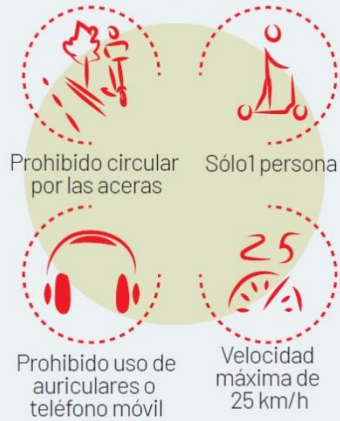 Prohibido circular
por las aceras
Sólo1 persona
25
Prohibido uso de
auriculares o
teléfono móvil
Velocidad
máxima de
25 km/h